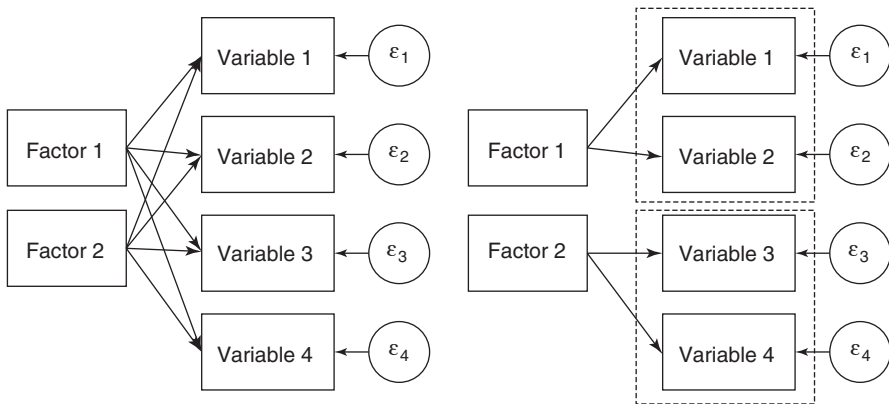 Factor 1
Factor 2
Variable 1
Variable 2
Variable 3
Variable 4
ε1
ε2
ε3
ε4
Factor 1
Factor 2
Variable 1
Variable 2
Variable 3
Variable 4
ε1
ε2
ε3
ε4